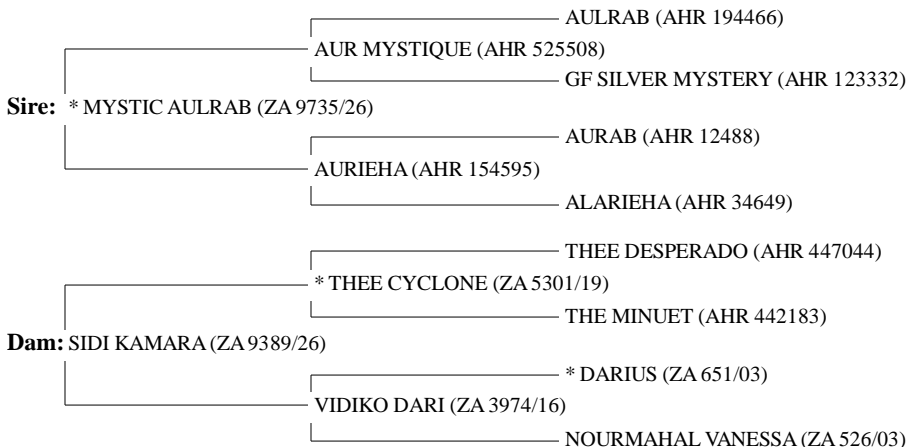 AULRAB (AHR 194466)
AUR MYSTIQUE (AHR 525508)
GF SILVER MYSTERY (AHR 123332)
Sire: * MYSTIC AULRAB (ZA 9735/26)
AURAB (AHR 12488)
AURIEHA (AHR 154595)
ALARIEHA (AHR 34649)
THEE DESPERADO (AHR 447044)
* THEE CYCLONE (ZA 5301/19)
THE MINUET (AHR 442183)
Dam: SIDI KAMARA (ZA 9389/26)
* DARIUS (ZA 651/03)
VIDIKO DARI (ZA 3974/16)
NOURMAHAL VANESSA (ZA 526/03)